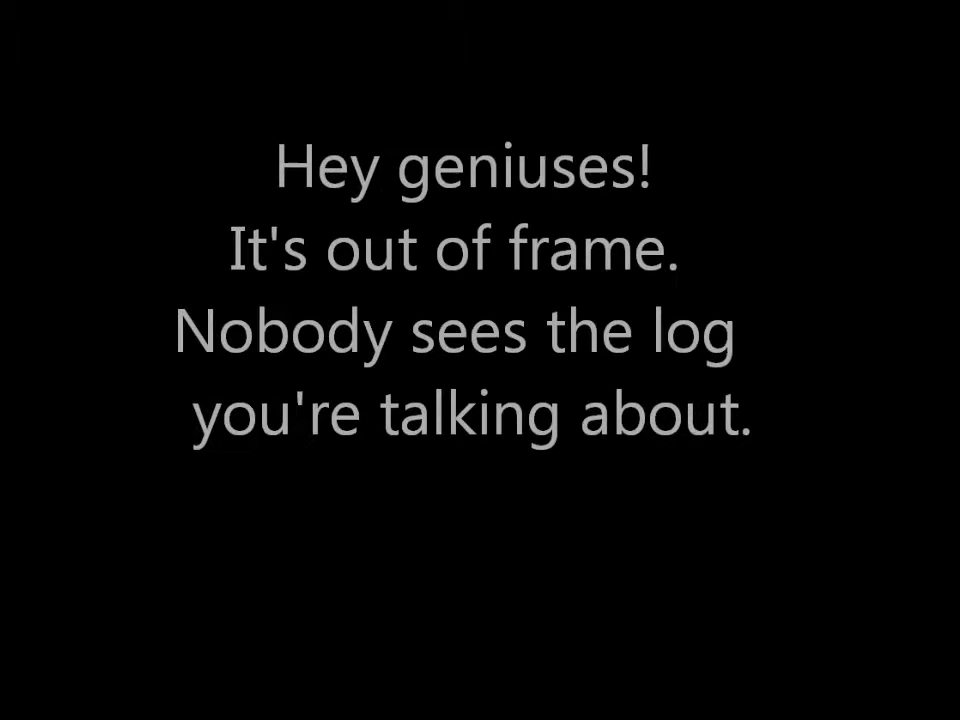 Hey geniuses!
It's out of frame.
Nobody sees the log
you're talking about.